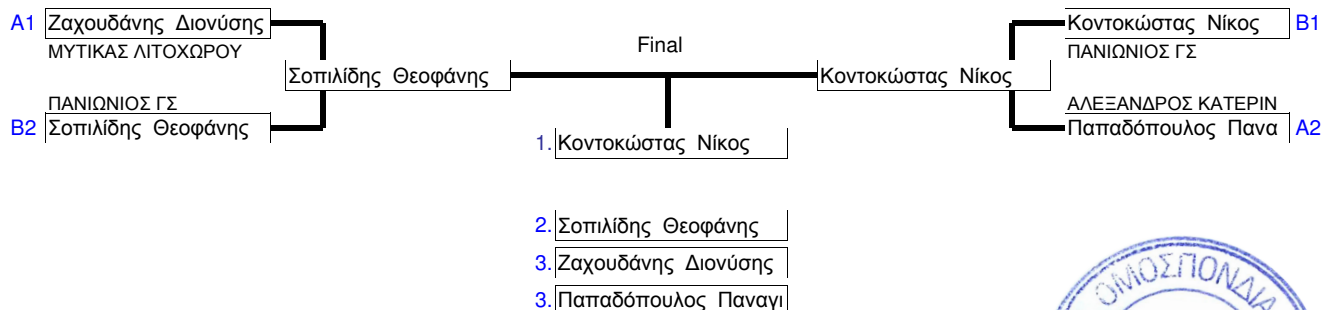 A1 Ζαχουδάνης Διονύσης
ΜΥΤΙΚΑΣ ΛΙΤΟΧΩΡΟΥ
Σοπιλίδης Θεοφάνης
ΠΑΝΙΩΝΙΟΣ ΓΣ
B2 Σοπιλίδης Θεοφάνης
Final
Κοντοκώστας Νίκος B1
ΠΑΝΙΩΝΙΟΣ ΓΣ
Κοντοκώστας Νίκος
ΑΛΕΞΑΝΔΡΟΣ ΚΑΤΕΡΙΝ
Παπαδόπουλος Πανα A2
1. Κοντοκώστας Νίκος
2. Σοπιλίδης Θεοφάνης
3. Ζαχουδάνης Διονύσης
3. Παπαδόπουλος Παναγι
ΟΜΟΣΠΟΝΔΙΑ